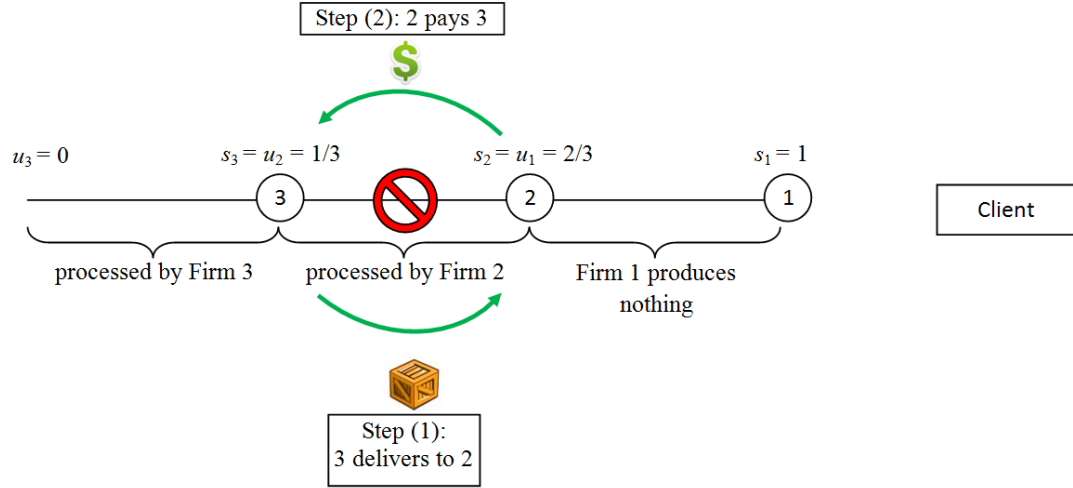 Step (2): 2 pays 3
$
u₃ = 0
s₃ = u₂ = 1/3
s₂ = u₁ = 2/3
s₁ = 1
3
2
1
Client
processed by Firm 3
processed by Firm 2
Firm 1 produces
nothing
Step (1):
3 delivers to 2